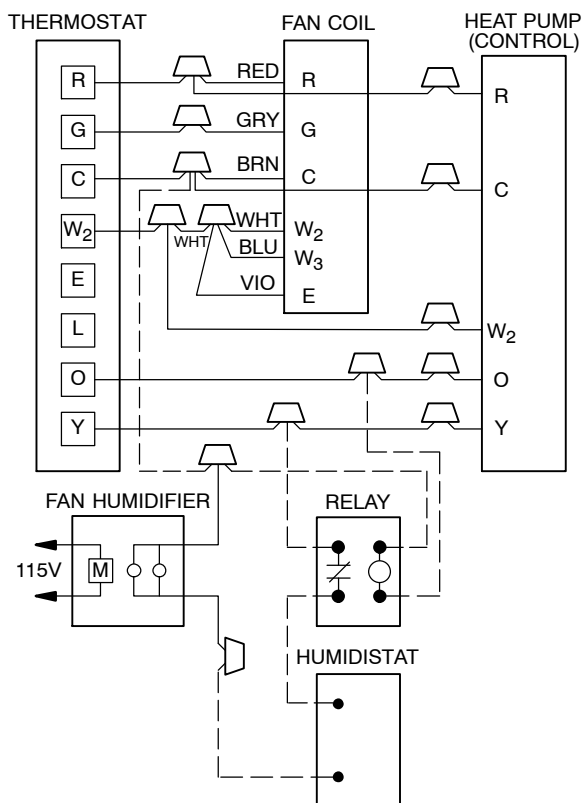 THERMOSTAT
FAN COIL
HEAT PUMP
(CONTROL)
R
G
C
W2
E
L
O
Y
RED
GRY
BRN
WHT
WHT
BLU
VIO
R
G
C
W2
W3
E
R
C
W2
O
Y
FAN HUMIDIFIER
115V
M
RELAY
HUMIDISTAT